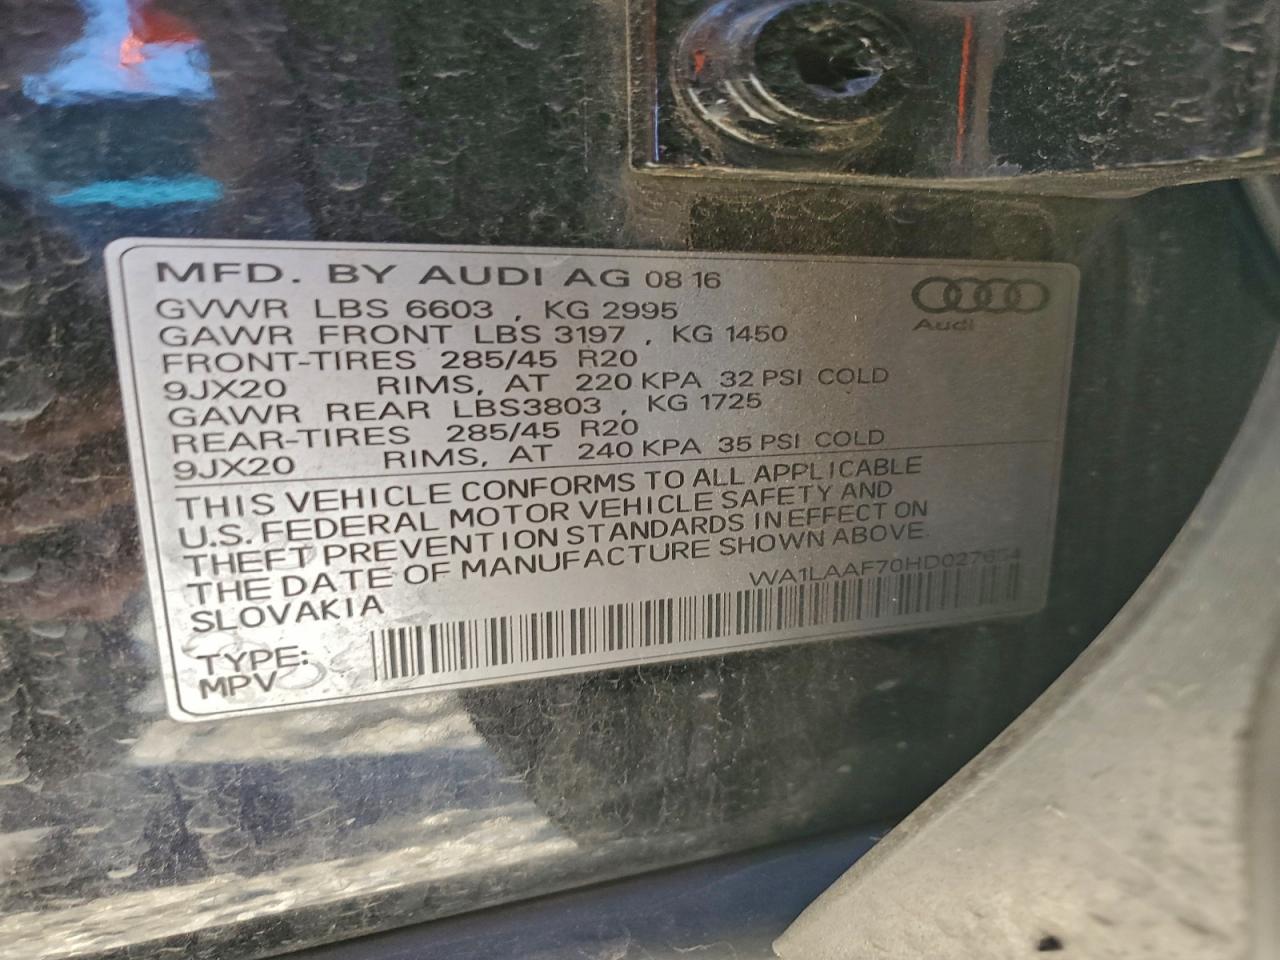 MFD. BY AUDI AG 08 16
GVWR LBS 6603 , KG 2995
GAWR FRONT LBS 3197 , KG 1450
FRONT-TIRES 285/45 R20
9JX20 RIMS, AT 220 KPA 32 PSI COLD
GAWR REAR LBS3803 , KG 1725
REAR-TIRES 285/45 R20
9JX20 RIMS, AT 240 KPA 35 PSI COLD
Audi
THIS VEHICLE CONFORMS TO ALL APPLICABLE
U.S. FEDERAL MOTOR VEHICLE SAFETY AND
THEFT PREVENTION STANDARDS IN EFFECT ON
THE DATE OF MANUFACTURE SHOWN ABOVE.
SLOVAKIA
WA1LAAF70HD027654
TYPE:
MPV